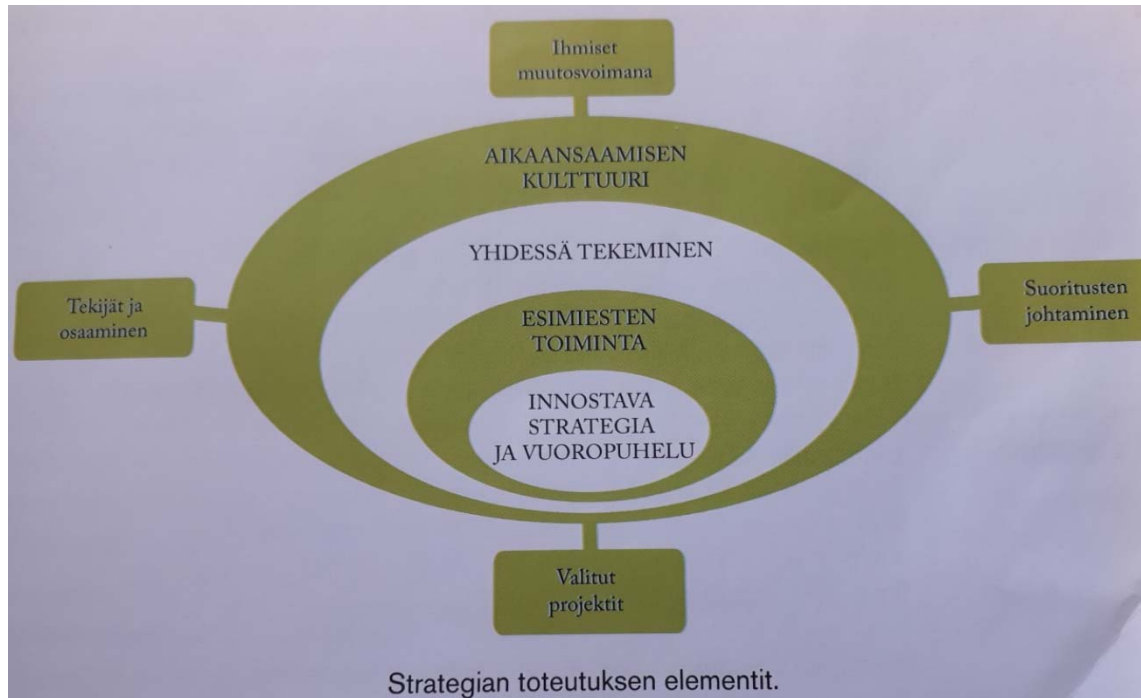 Ihmiset
muutosvoimana
AIKAANSAAMISEN
KULTTUURI
YHDESSÄ TEKEMINEN
Tekijät ja
osaaminen
Suoritusten
johtaminen
ESIMIESTEN
TOIMINTA
INNOSTAVA
STRATEGIA
JA VUOROPUHELU
Valitut
projektit
Strategian toteutuksen elementit.